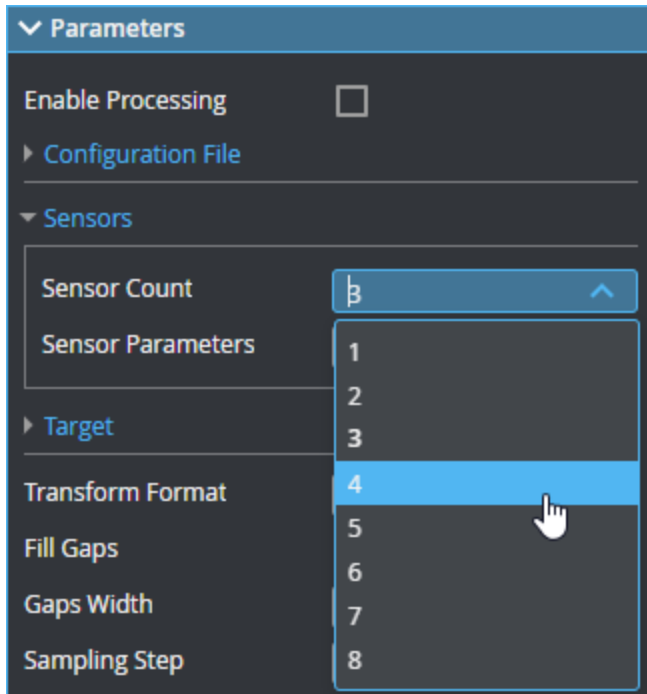 Parameters
Enable Processing
Configuration File
Sensors
Sensor Count 3
Sensor Parameters
1
2
3
4
5
6
7
8
Target
Transform Format
Fill Gaps
Gaps Width
Sampling Step